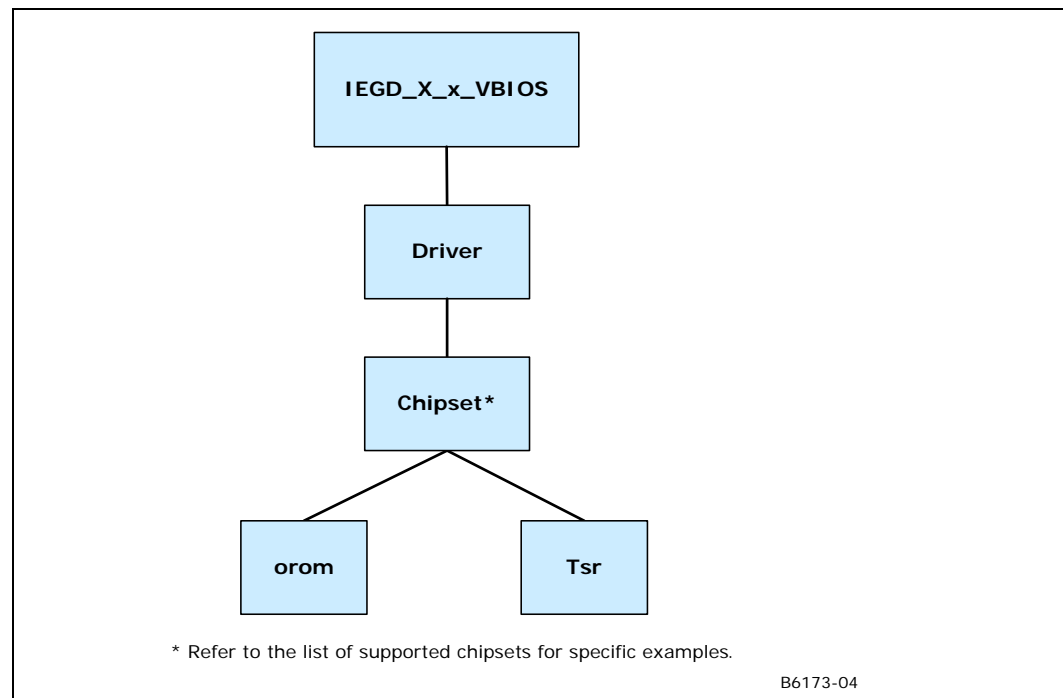 IEGD_X_x_VBIOS
Driver
Chipset*
orom
Tsr
* Refer to the list of supported chipsets for specific examples.
B6173-04